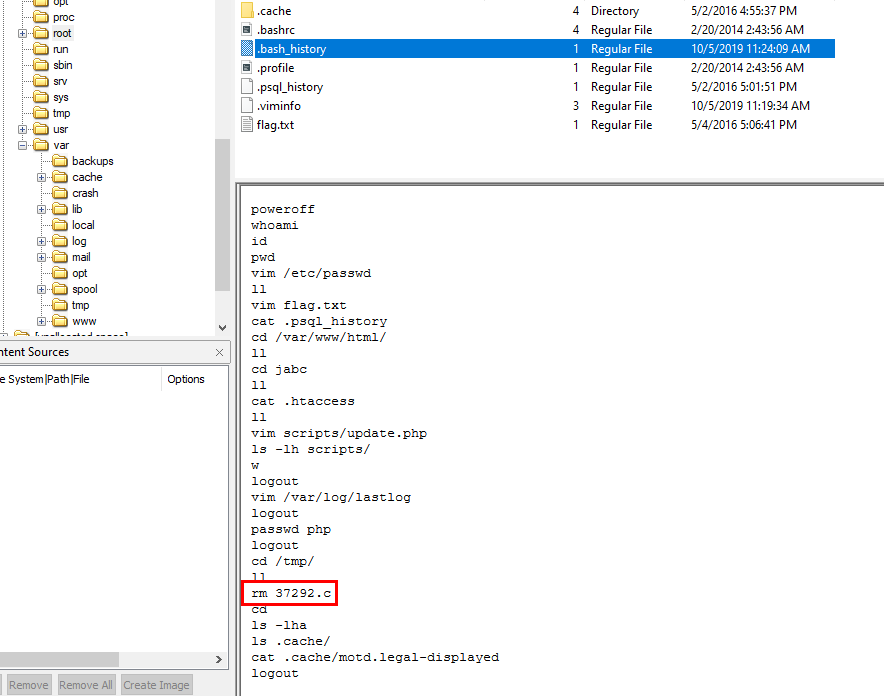 opt
proc
root
run
sbin
srv
sys
tmp
usr
var
backups
cache
crash
lib
local
log
mail
opt
spool
tmp
www
[unallocated space]
ntent Sources
e System|Path|File Options
Remove Remove All Create Image
.cache 4 Directory 5/2/2016 4:55:37 PM
.bashrc 4 Regular File 2/20/2014 2:43:56 AM
.bash_history 1 Regular File 10/5/2019 11:24:09 AM
.profile 1 Regular File 2/20/2014 2:43:56 AM
.psql_history 1 Regular File 5/2/2016 5:01:51 PM
.viminfo 3 Regular File 10/5/2019 11:19:34 AM
flag.txt 1 Regular File 5/4/2016 5:06:41 PM
poweroff
whoami
id
pwd
vim /etc/passwd
ll
vim flag.txt
cat .psql_history
cd /var/www/html/
ll
cd jabc
ll
cat .htaccess
ll
vim scripts/update.php
ls -lh scripts/
w
logout
vim /var/log/lastlog
logout
passwd php
logout
cd /tmp/
ll
rm 37292.c
cd
ls -lha
ls .cache/
cat .cache/motd.legal-displayed
logout